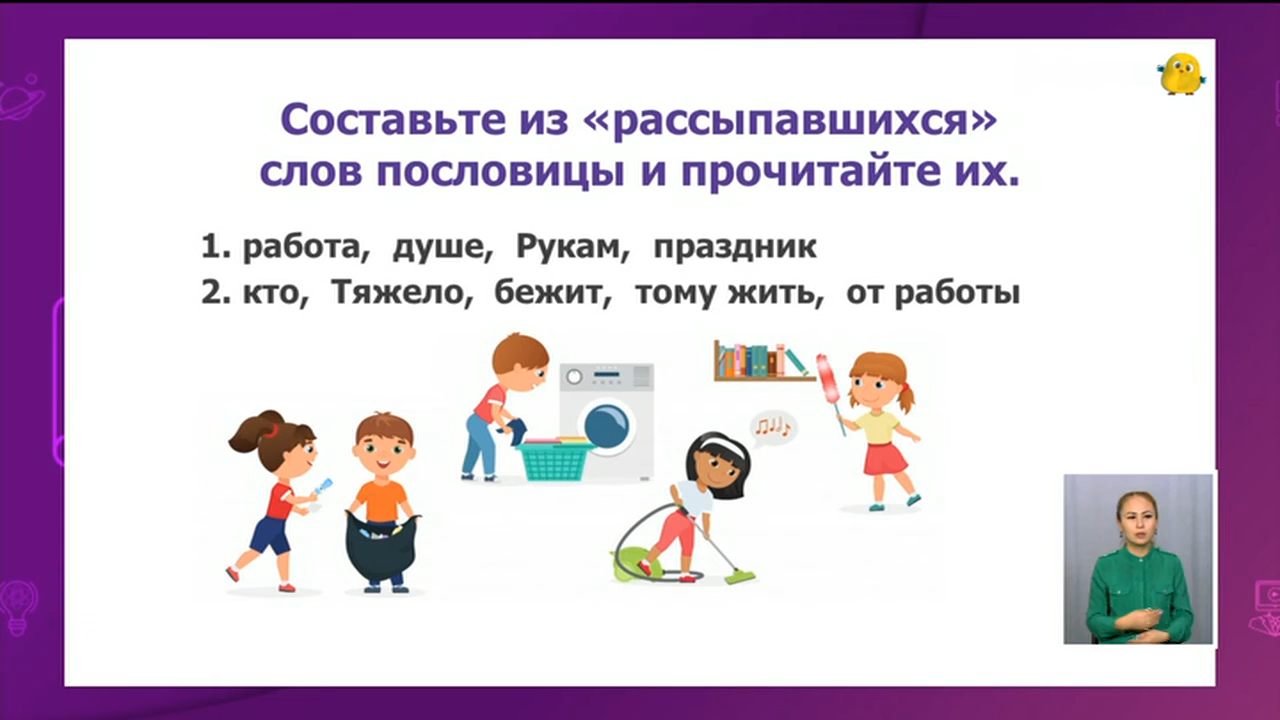 Составьте из «рассыпавшихся»
слов пословицы и прочитайте их.
1. работа, душе, Рукам, праздник
2. кто, Тяжело, бежит, тому жить, от работы